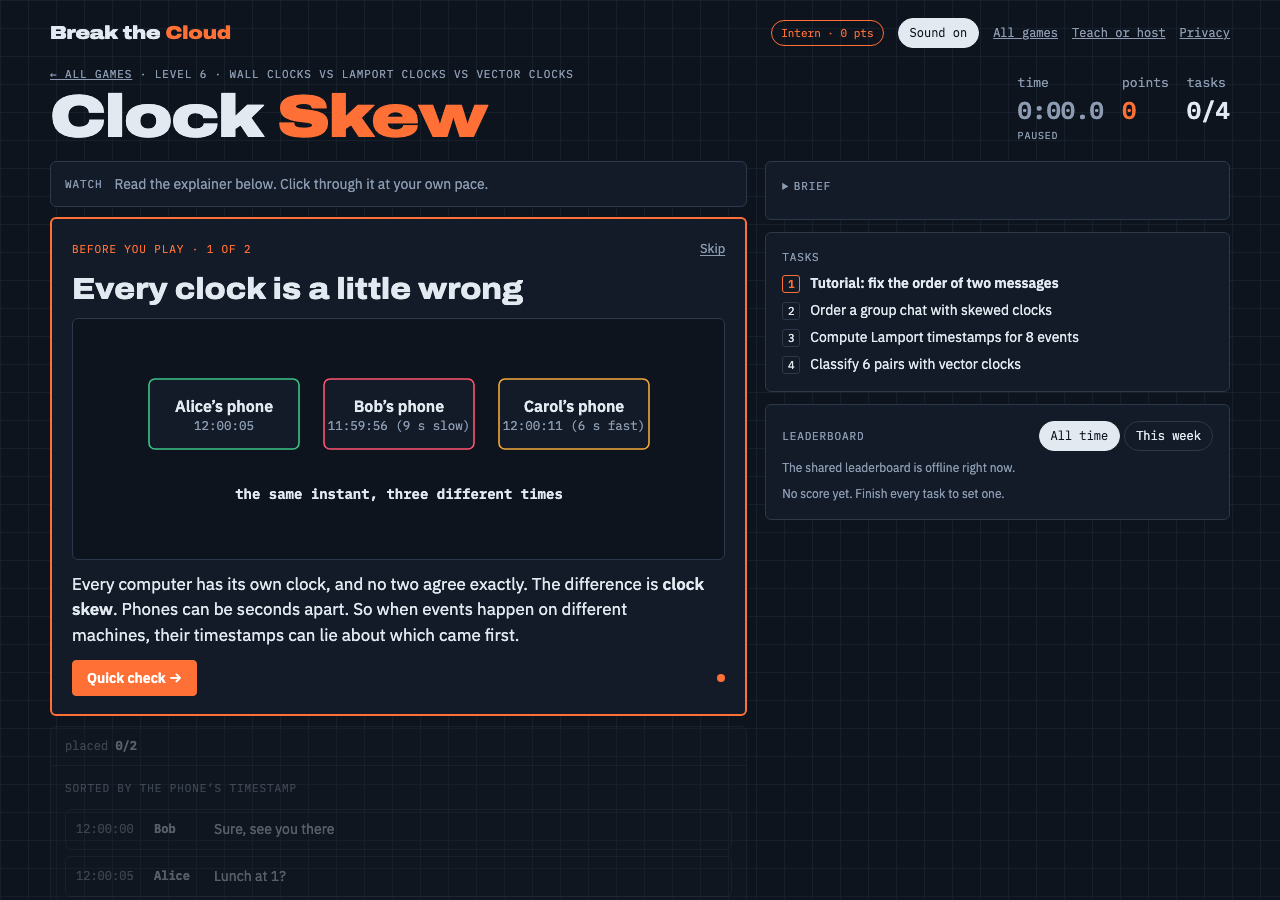 Break the Cloud
Intern · 0 pts
Sound on
All games
Teach or host
Privacy
← ALL GAMES · LEVEL 6 · WALL CLOCKS VS LAMPORT CLOCKS VS VECTOR CLOCKS
Clock Skew
time
0:00.0
PAUSED
points
0
tasks
0/4
WATCH Read the explainer below. Click through it at your own pace.
BEFORE YOU PLAY · 1 OF 2
Skip
Every clock is a little wrong
Alice’s phone
12:00:05
Bob’s phone
11:59:56 (9 s slow)
Carol’s phone
12:00:11 (6 s fast)
the same instant, three different times
Every computer has its own clock, and no two agree exactly. The difference is clock
skew. Phones can be seconds apart. So when events happen on different
machines, their timestamps can lie about which came first.
Quick check →
placed 0/2
SORTED BY THE PHONE’S TIMESTAMP
12:00:00 Bob Sure, see you there
12:00:05 Alice Lunch at 1?
▶ BRIEF
TASKS
1 Tutorial: fix the order of two messages
2 Order a group chat with skewed clocks
3 Compute Lamport timestamps for 8 events
4 Classify 6 pairs with vector clocks
LEADERBOARD
All time
This week
The shared leaderboard is offline right now.
No score yet. Finish every task to set one.